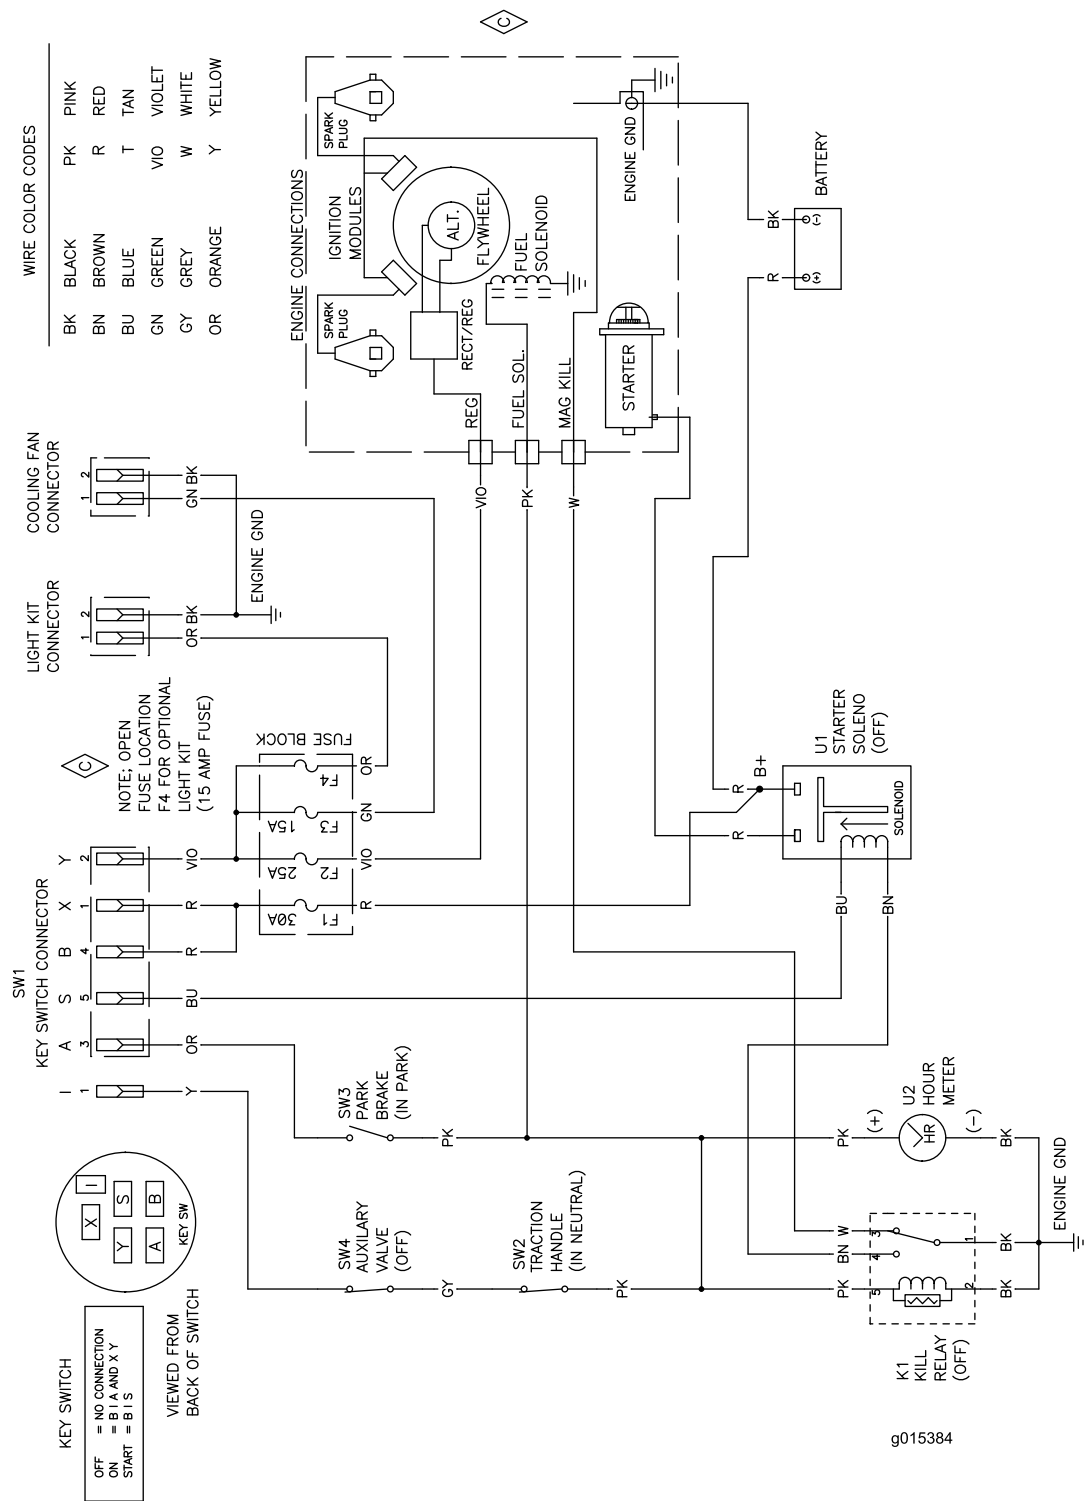 WIRE COLOR CODES
BK BLACK PK PINK
BN BROWN R RED
BU BLUE T TAN
GN GREEN VIO VIOLET
GY GREY W WHITE
OR ORANGE Y YELLOW
C
KEY SWITCH
OFF = NO CONNECTION
ON = B I A AND X Y
START = B I S
VIEWED FROM
BACK OF SWITCH
X I
Y S
A B
KEY SW
SW1
KEY SWITCH CONNECTOR
I A S B X Y
1 3 5 4 1 2
Y OR BU R R VIO
C
NOTE; OPEN
FUSE LOCATION
F4 FOR OPTIONAL
LIGHT KIT
(15 AMP FUSE)
LIGHT KIT
CONNECTOR
1 2
OR BK
COOLING FAN
CONNECTOR
1 2
GN BK
ENGINE GND
FUSE BLOCK
30A 25A 15A
F1 F2 F3 F4
R VIO GN OR
ENGINE CONNECTIONS
SPARK
PLUG
SPARK
PLUG
IGNITION
MODULES
ALT.
FLYWHEEL
RECT/REG
FUEL
SOLENOID
REG
FUEL SOL.
MAG KILL
STARTER
ENGINE GND
VIO
PK
W
SW4
AUXILARY
VALVE
(OFF)
GY
SW2
TRACTION
HANDLE
(IN NEUTRAL)
PK
SW3
PARK
BRAKE
(IN PARK)
PK
R BK
(+) (-)
BATTERY
B+
R R
U1
STARTER
SOLENO
(OFF)
SOLENOID
BU
BN
PK BN W PK
5 4 3
2 1
BK BK BK
K1
KILL
RELAY
(OFF)
(+)
HR
(-)
U2
HOUR
METER
ENGINE GND
g015384